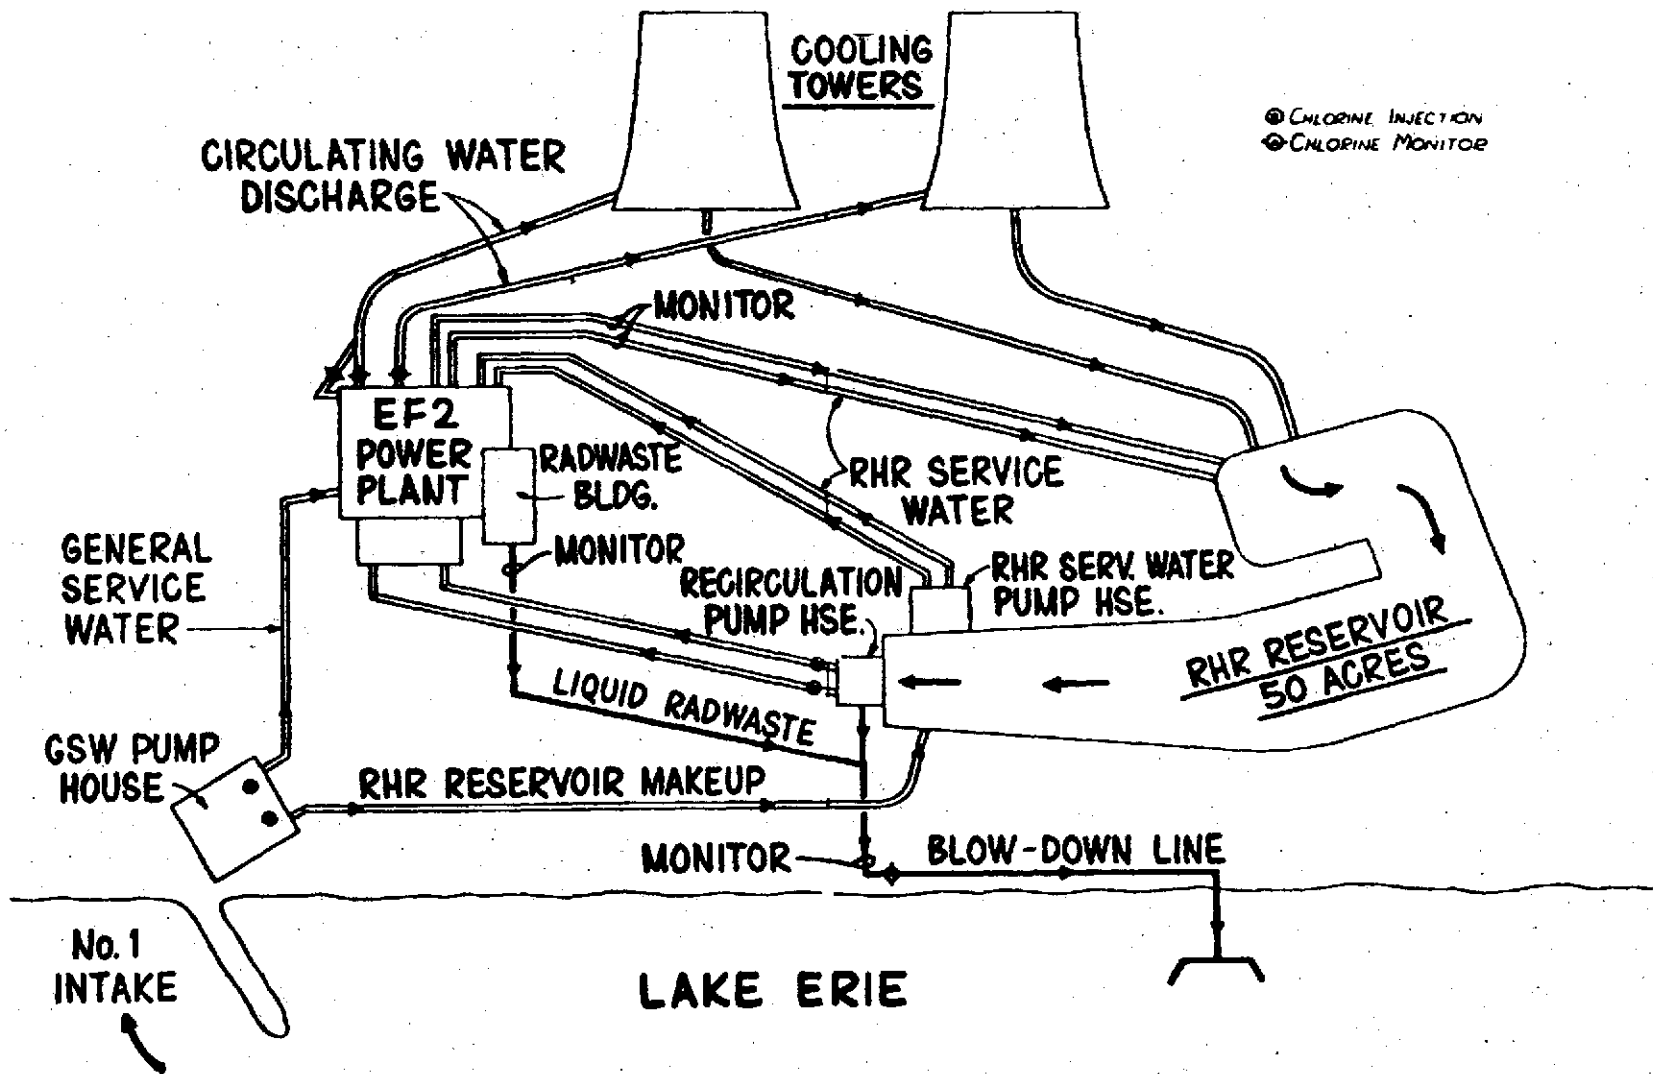 COOLING
TOWERS
CHLORINE INJECTION
CHLORINE MONITOR
CIRCULATING WATER
DISCHARGE
MONITOR
EF2
POWER
PLANT
RADWASTE
BLDG.
RHR SERVICE
WATER
GENERAL
SERVICE
WATER
MONITOR
RECIRCULATION
PUMP HSE.
RHR SERV. WATER
PUMP HSE.
RHR RESERVOIR
50 ACRES
LIQUID RADWASTE
GSW PUMP
HOUSE
RHR RESERVOIR MAKEUP
MONITOR
BLOW-DOWN LINE
No. 1
INTAKE
LAKE ERIE